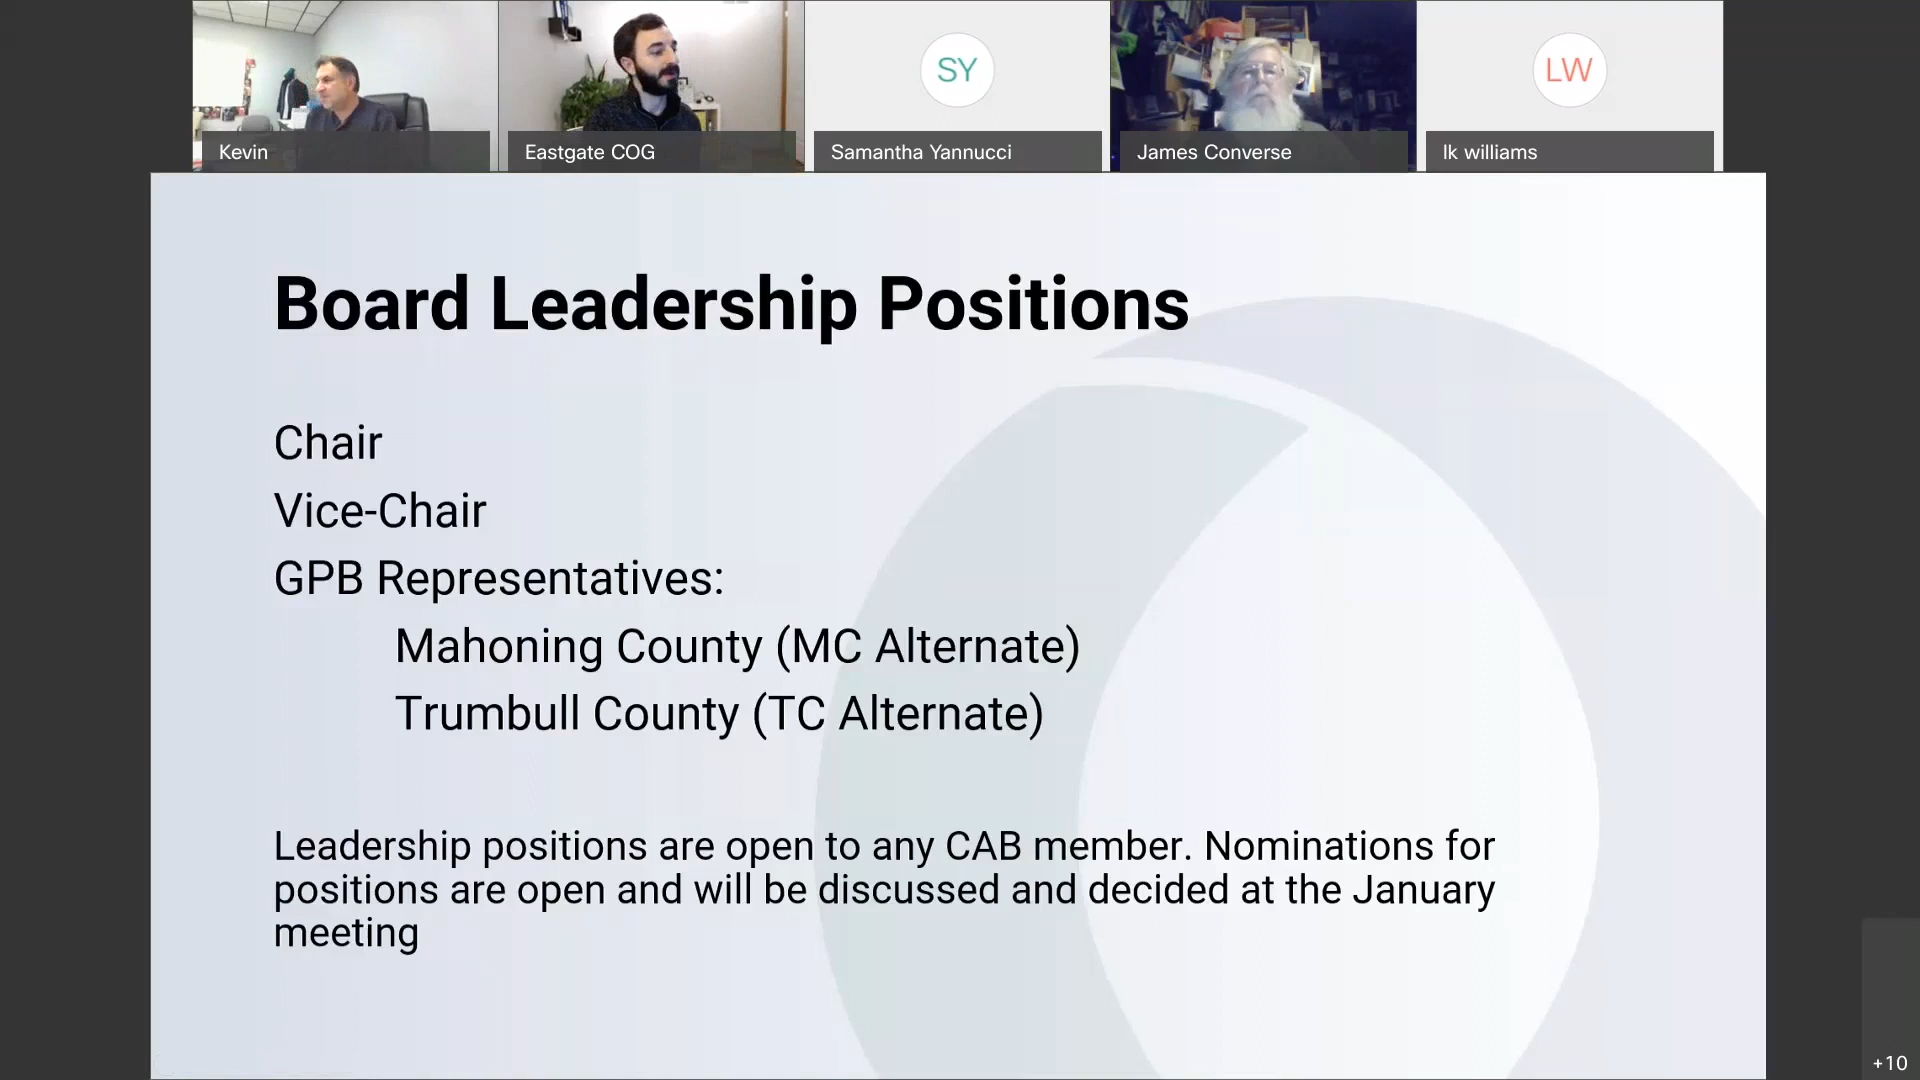 SY
LW
Kevin
Eastgate COG
Samantha Yannucci
James Converse
lk williams
Board Leadership Positions
Chair
Vice-Chair
GPB Representatives:
Mahoning County (MC Alternate)
Trumbull County (TC Alternate)
Leadership positions are open to any CAB member. Nominations for
positions are open and will be discussed and decided at the January
meeting
+10